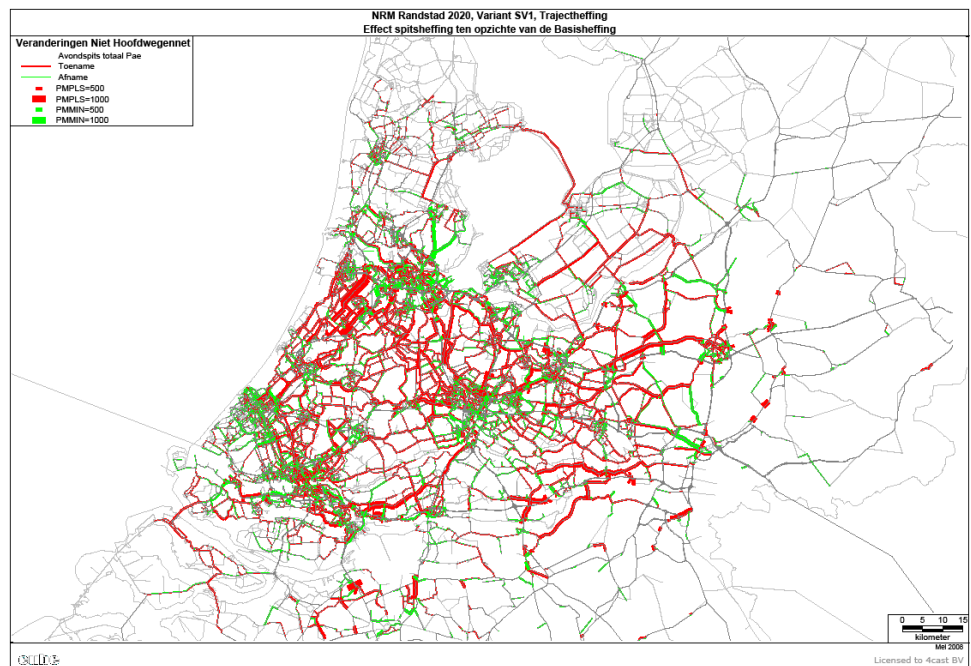 NRM Randstad 2020, Variant SV1, Trajectheffing
Effect spitsheffing ten opzichte van de Basisheffing
Veranderingen Niet Hoofdwegennet
Avondspits totaal Pae
Toename
Afname
PMPLS=500
PMPLS=1000
PMMIN=500
PMMIN=1000
0 5 10 15
kilometer
Mei 2008
cube
Licensed to 4cast BV